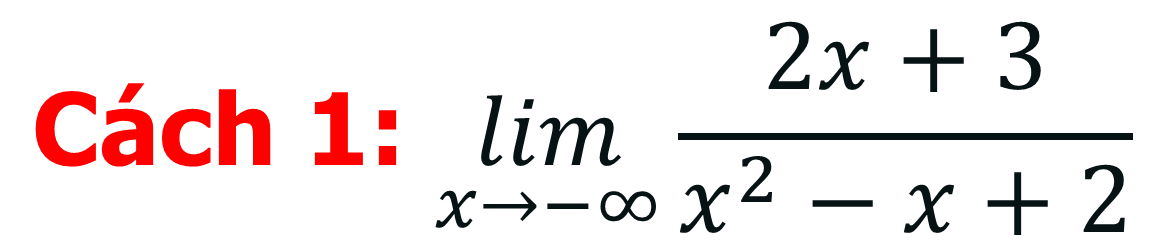 Cách 1: lim x→−∞ (2x + 3)/(x² − x + 2)